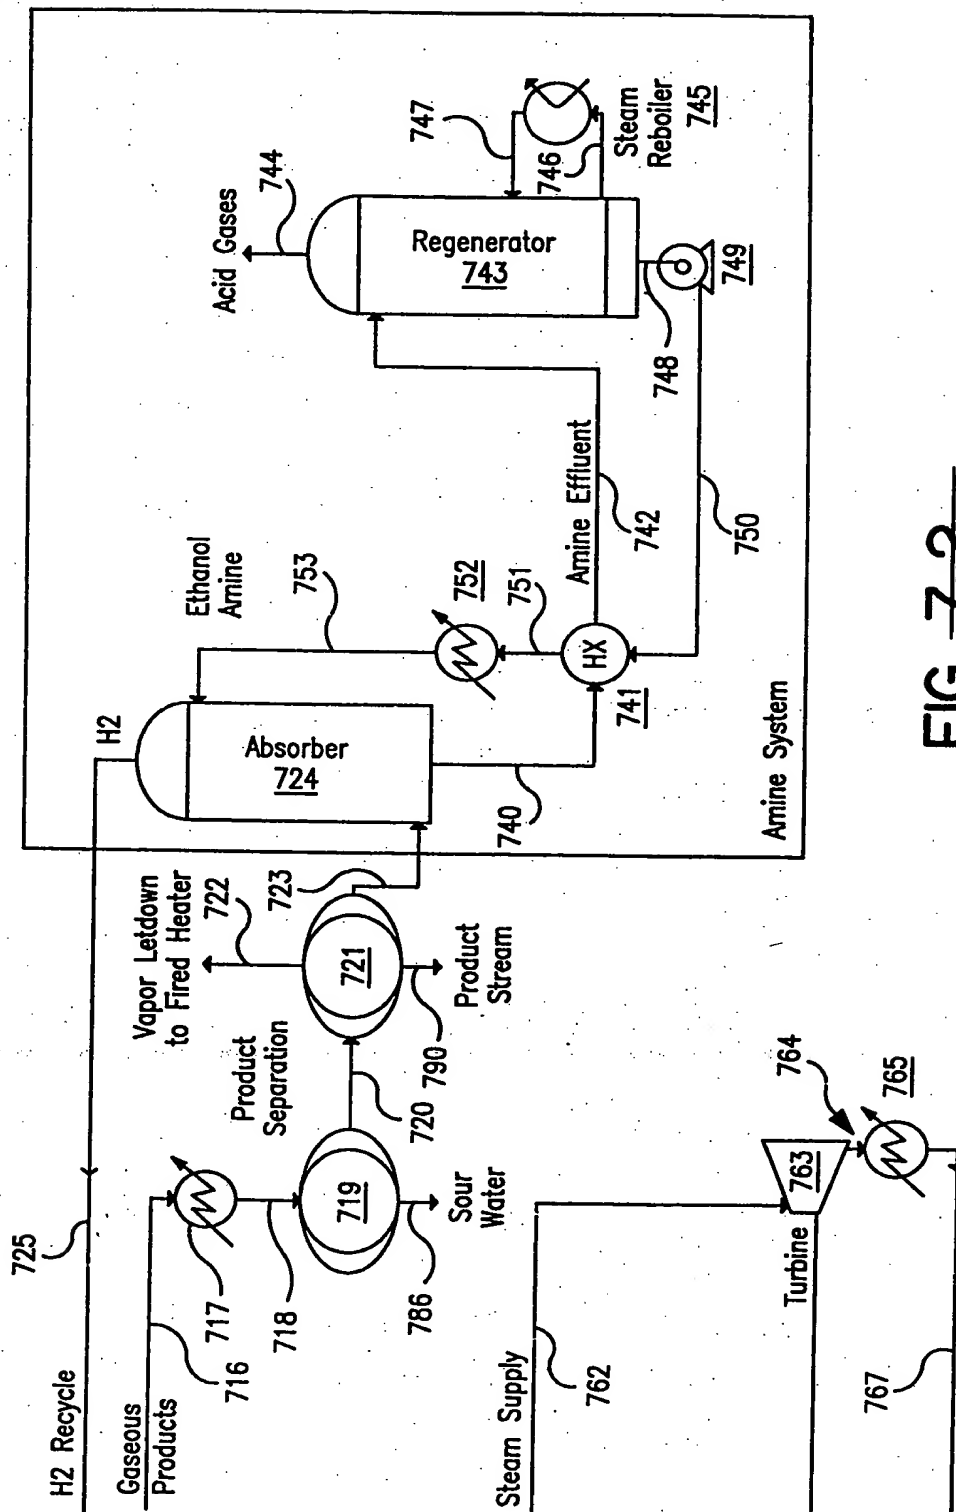 H2 Recycle
725
Gaseous
Products
716
717
718
719
786
Sour
Water
Product
Separation
720
Vapor Letdown
to Fired Heater
722
721
790
Product
Stream
723
H2
Absorber
724
740
Ethanol
Amine
753
752
751
HX
741
Amine Effluent
742
750
Acid Gases
744
Regenerator
743
747
746
Steam
Reboiler
745
748
749
Amine System
Steam Supply
762
Turbine
763
764
765
767
FIG 7-2